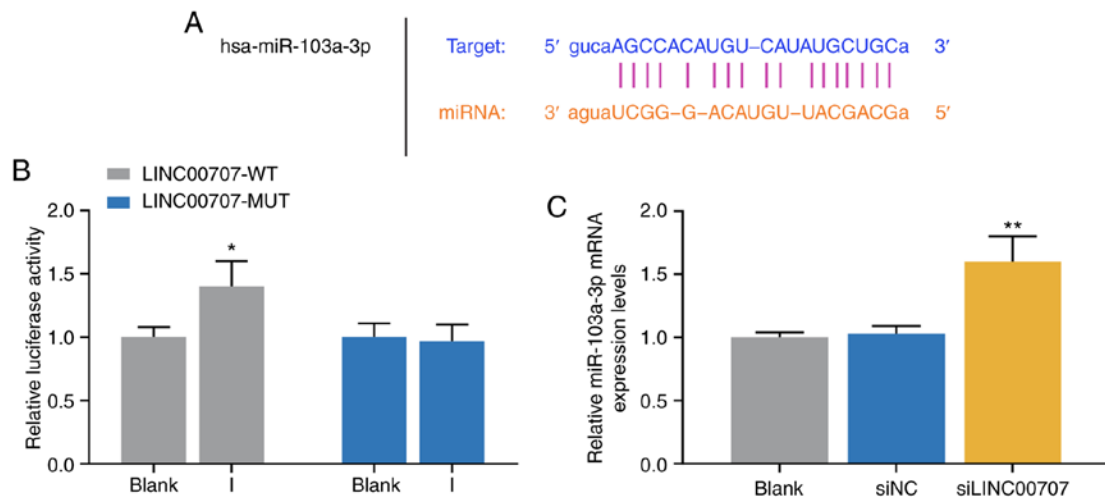 A
hsa-miR-103a-3p
Target: 5′ gucaAGCCACAUGU–CAUAUGCUGCa 3′
miRNA: 3′ aguaUCGG–G–ACAUGU–UACGACGa 5′
B
LINC00707-WT
LINC00707-MUT
Relative luciferase activity
2.0
1.5
1.0
0.5
0.0
*
Blank I Blank I
C
Relative miR-103a-3p mRNA
expression levels
2.0
1.5
1.0
0.5
0.0
**
Blank siNC siLINC00707